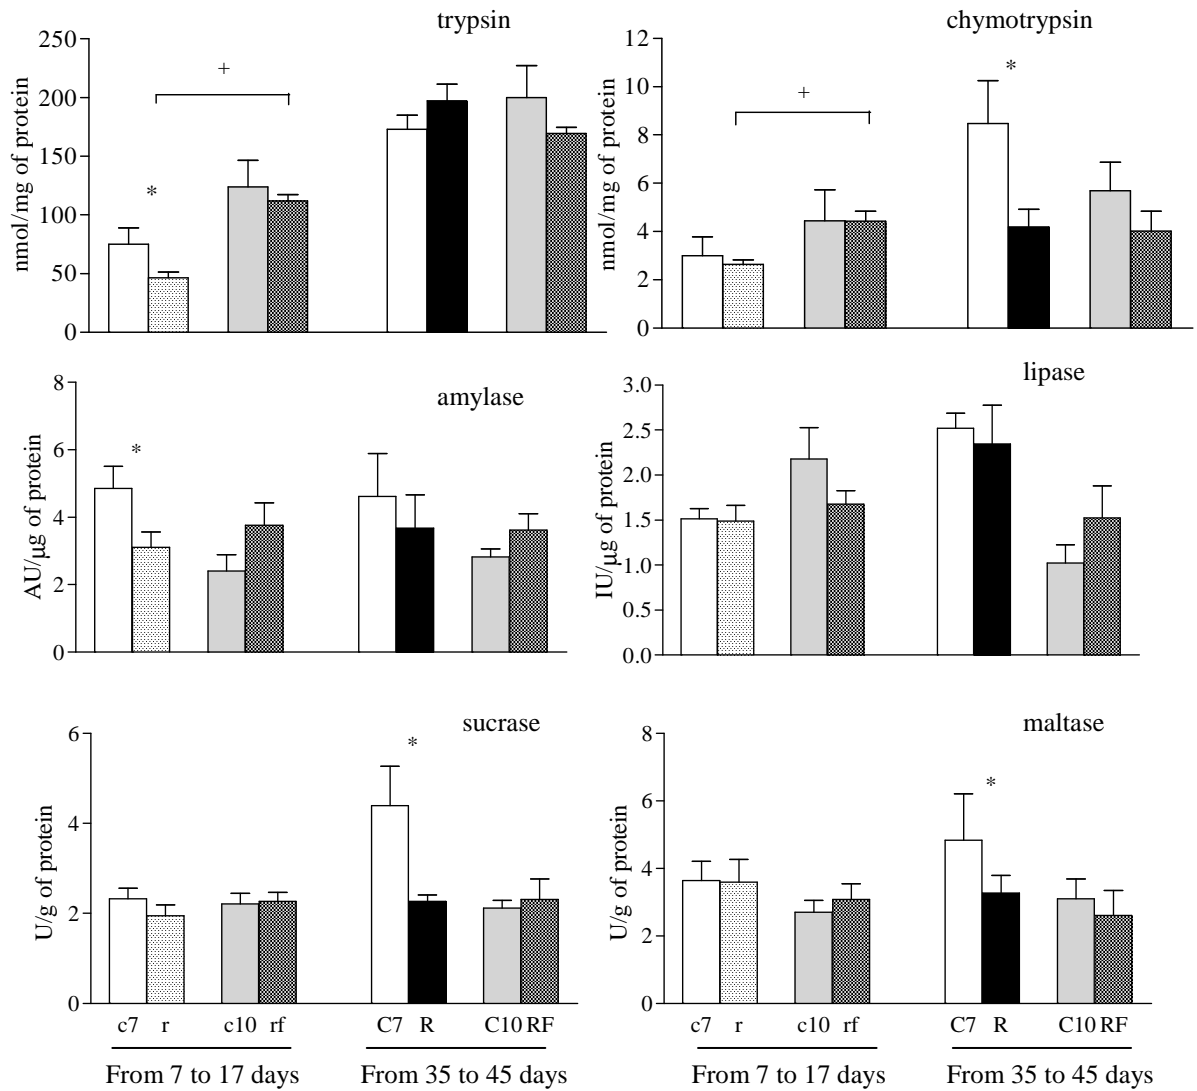 trypsin
250
200
150
100
50
0
nmol/mg of protein
+
*
chymotrypsin
12
10
8
6
4
2
0
nmol/mg of protein
+
*
amylase
8
6
4
2
0
AU/μg of protein
*
lipase
3.0
2.5
2.0
1.5
1.0
0.5
0.0
IU/μg of protein
sucrase
6
4
2
0
U/g of protein
*
c7 r c10 rf C7 R C10 RF
From 7 to 17 days From 35 to 45 days
maltase
8
6
4
2
0
U/g of protein
*
c7 r c10 rf C7 R C10 RF
From 7 to 17 days From 35 to 45 days